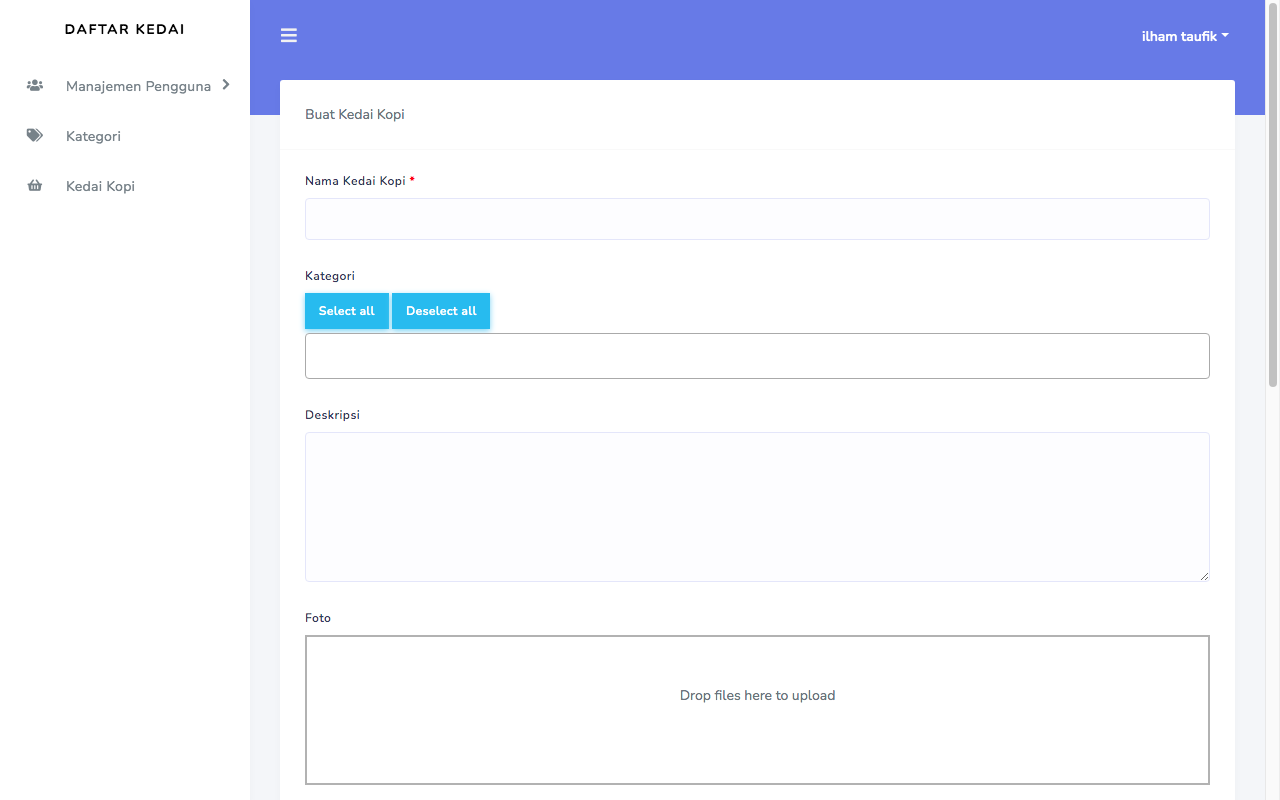 DAFTAR KEDAI
ilham taufik
Manajemen Pengguna
Kategori
Kedai Kopi
Buat Kedai Kopi
Nama Kedai Kopi *
Kategori
Select all
Deselect all
Deskripsi
Foto
Drop files here to upload